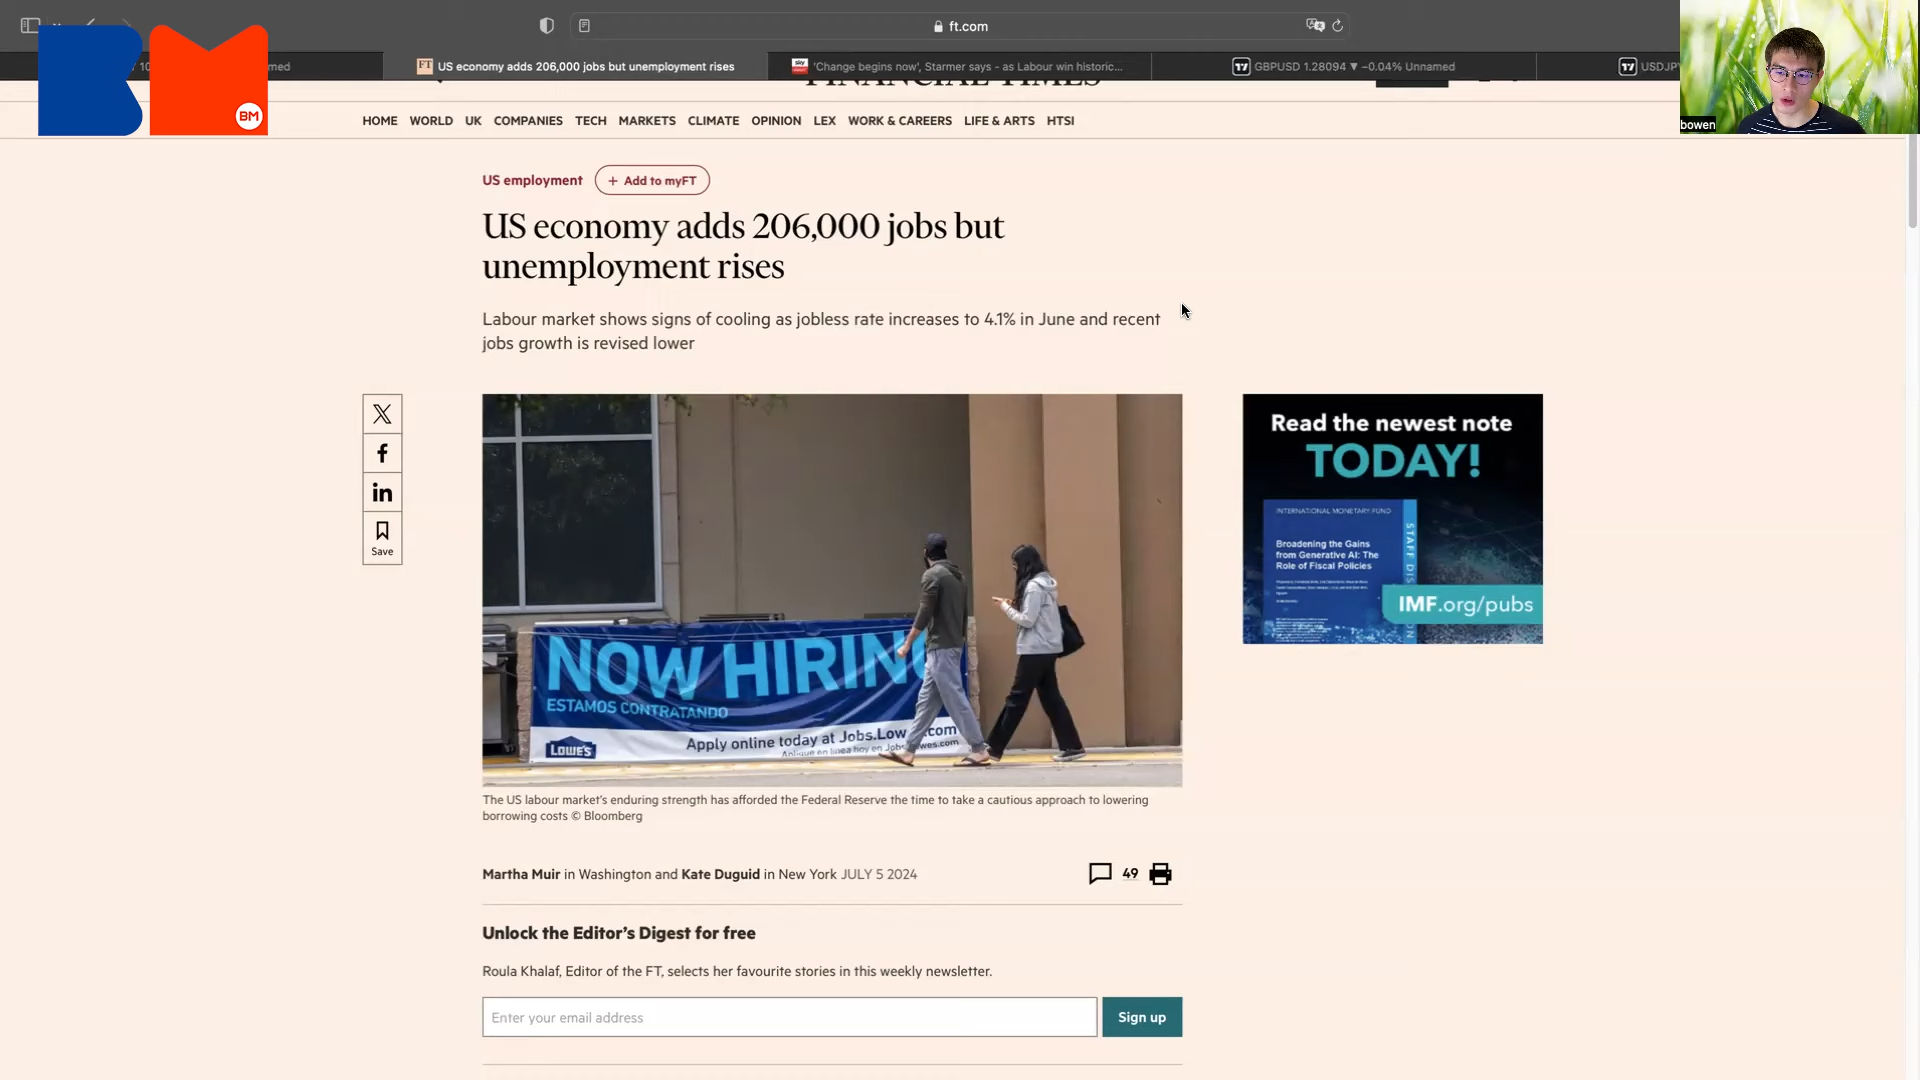 ft.com
10
med
FT US economy adds 206,000 jobs but unemployment rises
sky news 'Change begins now', Starmer says - as Labour win historic...
GBPUSD 1.28094 ▼ −0.04% Unnamed
USDJP
BM
bowen
FINANCIAL TIMES
HOME WORLD UK COMPANIES TECH MARKETS CLIMATE OPINION LEX WORK & CAREERS LIFE & ARTS HTSI
US employment
+ Add to myFT
US economy adds 206,000 jobs but
unemployment rises
Labour market shows signs of cooling as jobless rate increases to 4.1% in June and recent
jobs growth is revised lower
Save
NOW HIRING
ESTAMOS CONTRATANDO
LOWE'S
Apply online today at Jobs.Low .com
Read the newest note
TODAY!
INTERNATIONAL MONETARY FUND
STAFF DIS
Broadening the Gains
from Generative AI: The
Role of Fiscal Policies
IMF.org/pubs
The US labour market's enduring strength has afforded the Federal Reserve the time to take a cautious approach to lowering
borrowing costs © Bloomberg
Martha Muir in Washington and Kate Duguid in New York JULY 5 2024
49
Unlock the Editor's Digest for free
Roula Khalaf, Editor of the FT, selects her favourite stories in this weekly newsletter.
Enter your email address
Sign up